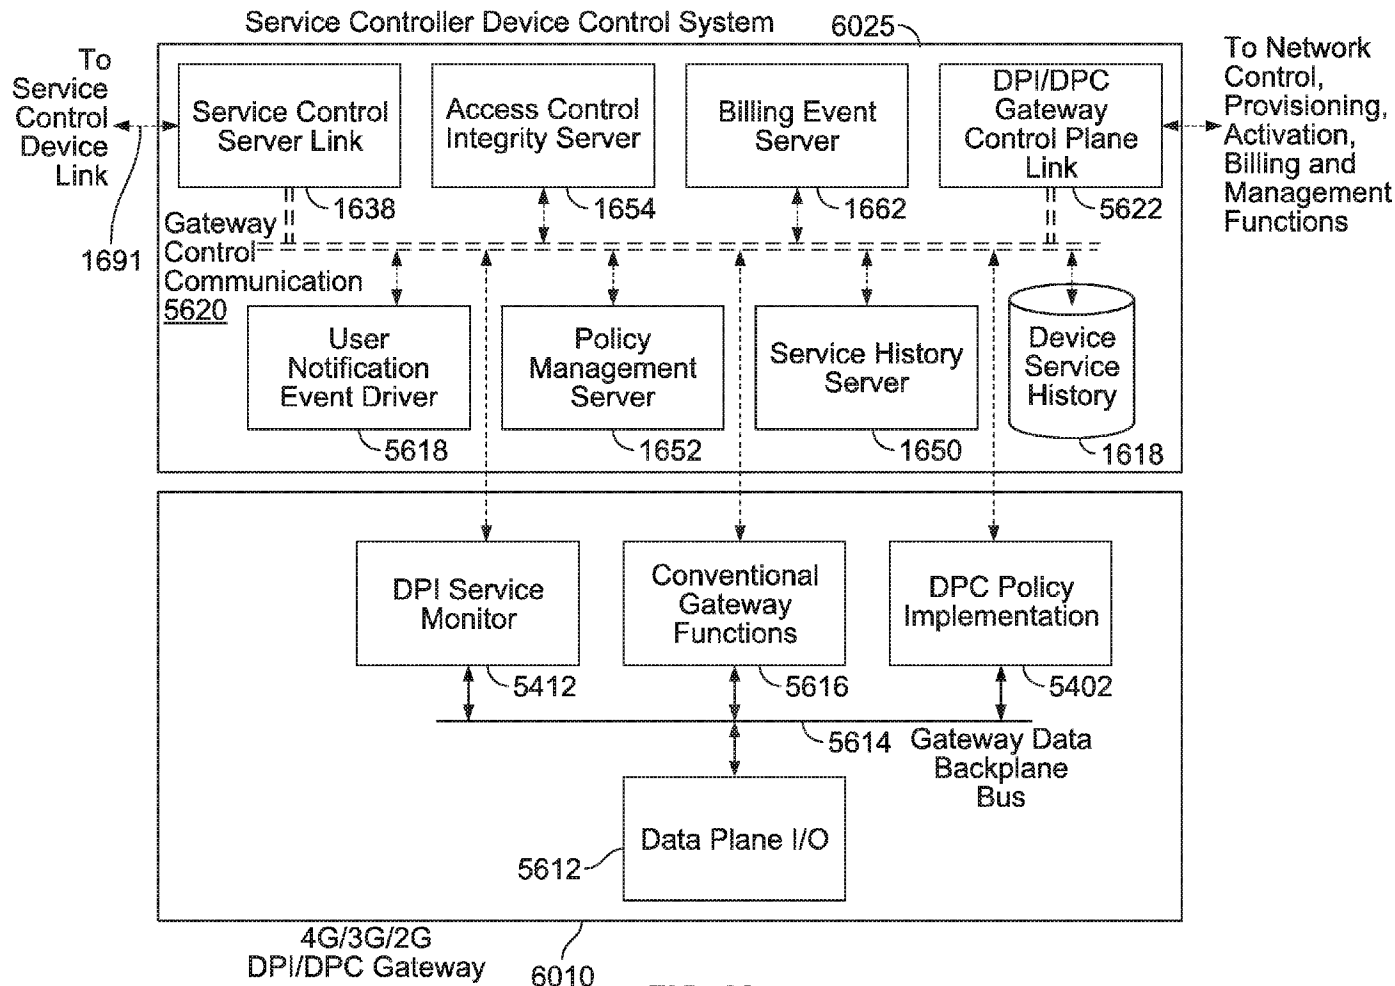 Service Controller Device Control System
6025
To
Service
Control
Device
Link
1691
Service Control
Server Link
1638
Access Control
Integrity Server
1654
Billing Event
Server
1662
DPI/DPC
Gateway
Control Plane
Link
5622
To Network
Control,
Provisioning,
Activation,
Billing and
Management
Functions
Gateway
Control
Communication
5620
User
Notification
Event Driver
5618
Policy
Management
Server
1652
Service History
Server
1650
Device
Service
History
1618
DPI Service
Monitor
5412
Conventional
Gateway
Functions
5616
DPC Policy
Implementation
5402
5614
Gateway Data
Backplane
Bus
Data Plane I/O
5612
4G/3G/2G
DPI/DPC Gateway
6010